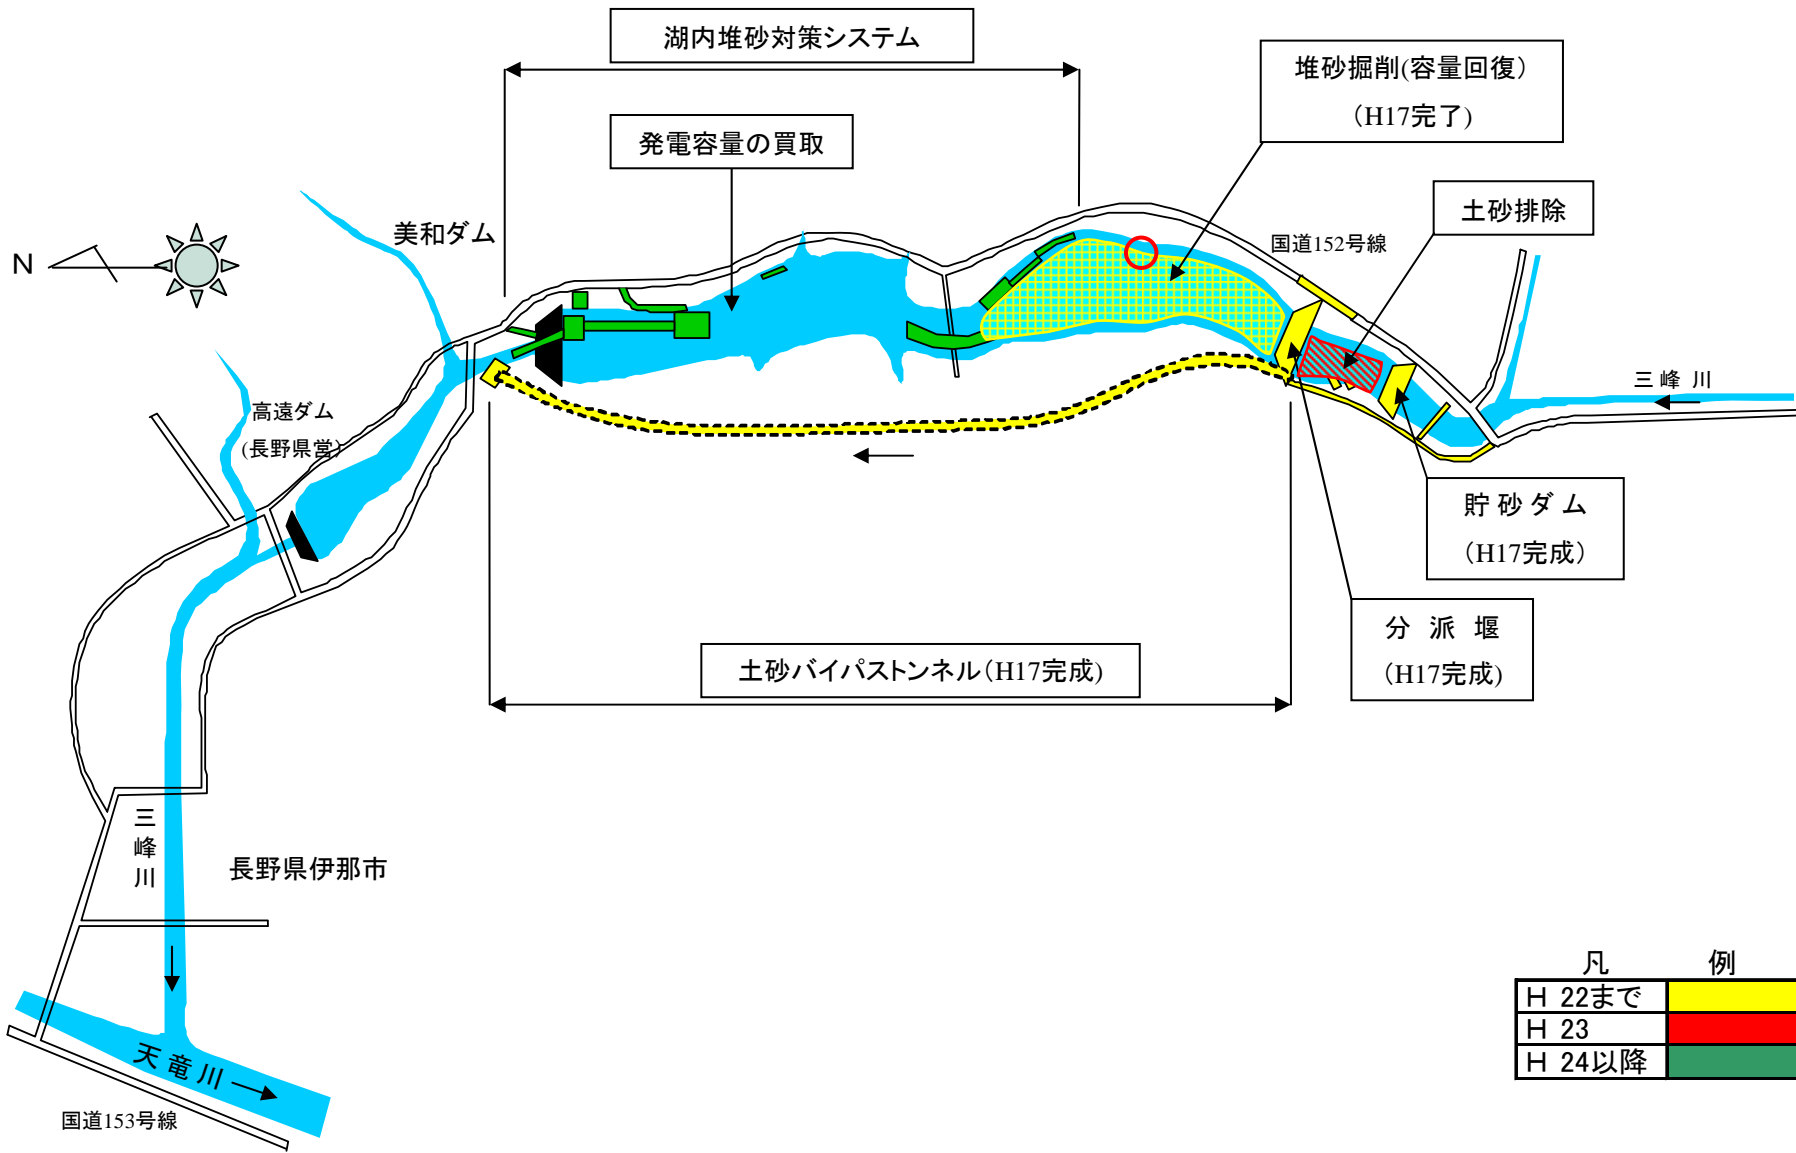 湖内堆砂対策システム
堆砂掘削(容量回復)
(H17完了)
発電容量の買取
土砂排除
美和ダム
国道152号線
N
三峰川
高遠ダム
(長野県営)
貯砂ダム
(H17完成)
分派堰
(H17完成)
土砂バイパストンネル(H17完成)
三峰川
長野県伊那市
天竜川
国道153号線
凡例
H 22まで
H 23
H 24以降